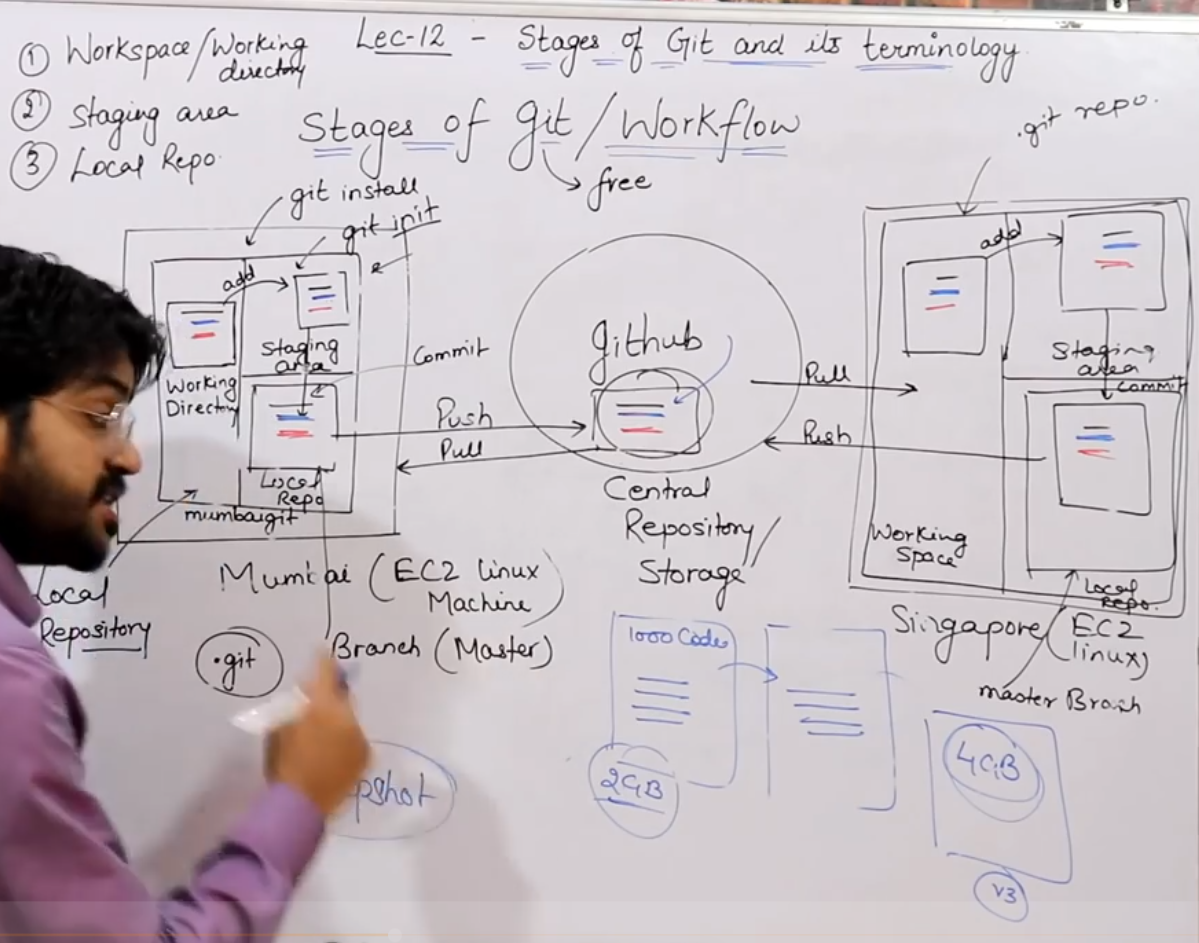 Lec-12 - Stages of Git and its terminology
① Workspace/Working
directory
② Staging area
③ Local Repo.
Stages of Git/Workflow
free
.git repo.
git install
git init
add
Staging
area
Working
Directory
Commit
Local
Repo
mumbaigit
Push
Pull
Github
Central
Repository/
Storage
Pull
Push
add
Staging
area
Commit
Working
Space
Local
Repo.
Local
Repository
Mumbai (EC2 linux
Machine)
.git
Branch (Master)
Singapore (EC2
linux)
master Branh
1000 Code
2GB
4GB
V3